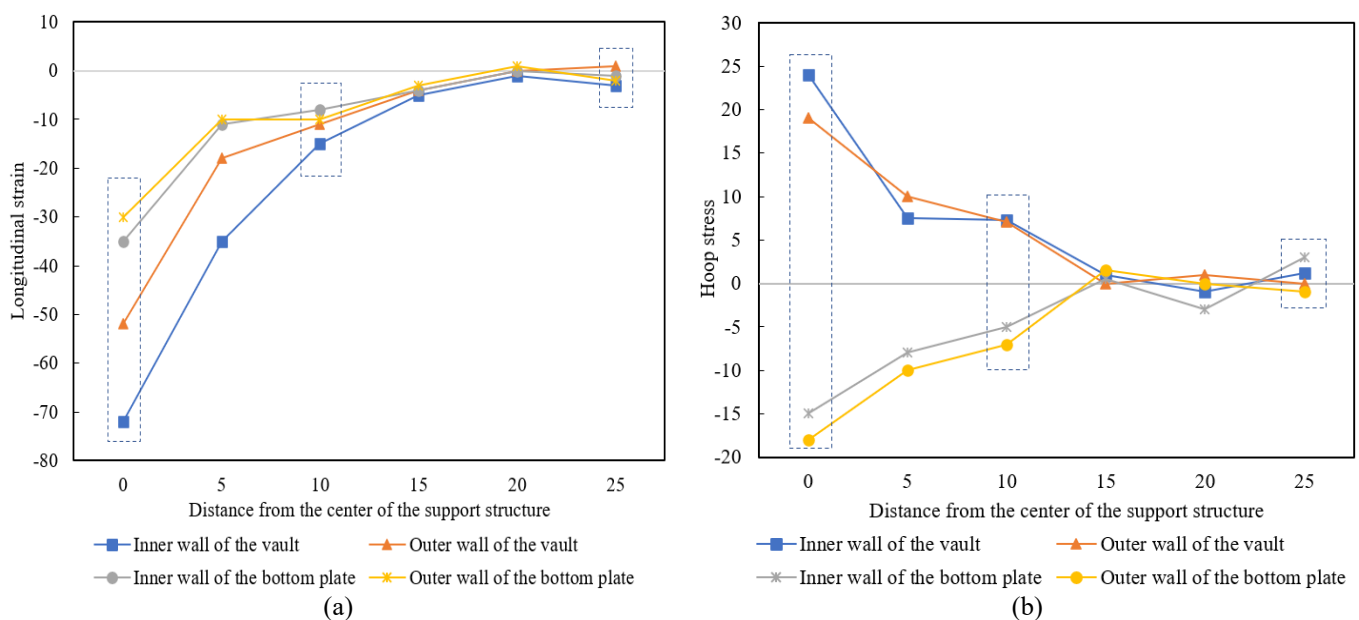 10
0
-10
-20
-30
-40
-50
-60
-70
-80
Longitudinal strain
0 5 10 15 20 25
Distance from the center of the support structure
Inner wall of the vault Outer wall of the vault
Inner wall of the bottom plate Outer wall of the bottom plate
(a)
30
25
20
15
10
5
0
-5
-10
-15
-20
Hoop stress
0 5 10 15 20 25
Distance from the center of the support structure
Inner wall of the vault Outer wall of the vault
Inner wall of the bottom plate Outer wall of the bottom plate
(b)